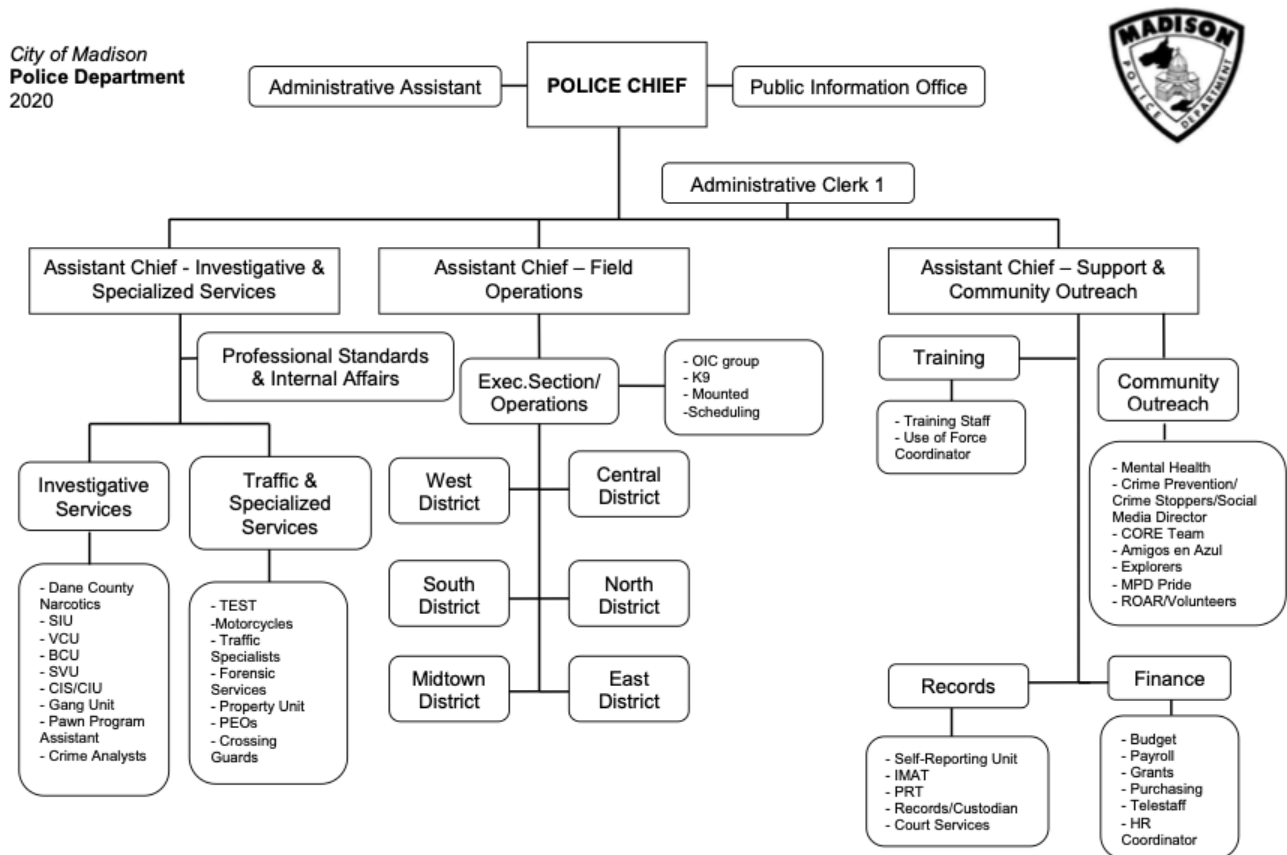 City of Madison
Police Department
2020
Administrative Assistant
POLICE CHIEF
Public Information Office
MADISON
POLICE DEPARTMENT
Administrative Clerk 1
Assistant Chief - Investigative &
Specialized Services
Assistant Chief – Field
Operations
Assistant Chief – Support &
Community Outreach
Professional Standards
& Internal Affairs
Exec.Section/
Operations
- OIC group
- K9
- Mounted
-Scheduling
Training
- Training Staff
- Use of Force
Coordinator
Community
Outreach
- Mental Health
- Crime Prevention/
Crime Stoppers/Social
Media Director
- CORE Team
- Amigos en Azul
- Explorers
- MPD Pride
- ROAR/Volunteers
Investigative
Services
- Dane County
Narcotics
- SIU
- VCU
- BCU
- SVU
- CIS/CIU
- Gang Unit
- Pawn Program
Assistant
- Crime Analysts
Traffic &
Specialized
Services
- TEST
-Motorcycles
- Traffic
Specialists
- Forensic
Services
- Property Unit
- PEOs
- Crossing
Guards
West
District
Central
District
South
District
North
District
Midtown
District
East
District
Records
- Self-Reporting Unit
- IMAT
- PRT
- Records/Custodian
- Court Services
Finance
- Budget
- Payroll
- Grants
- Purchasing
- Telestaff
- HR
Coordinator